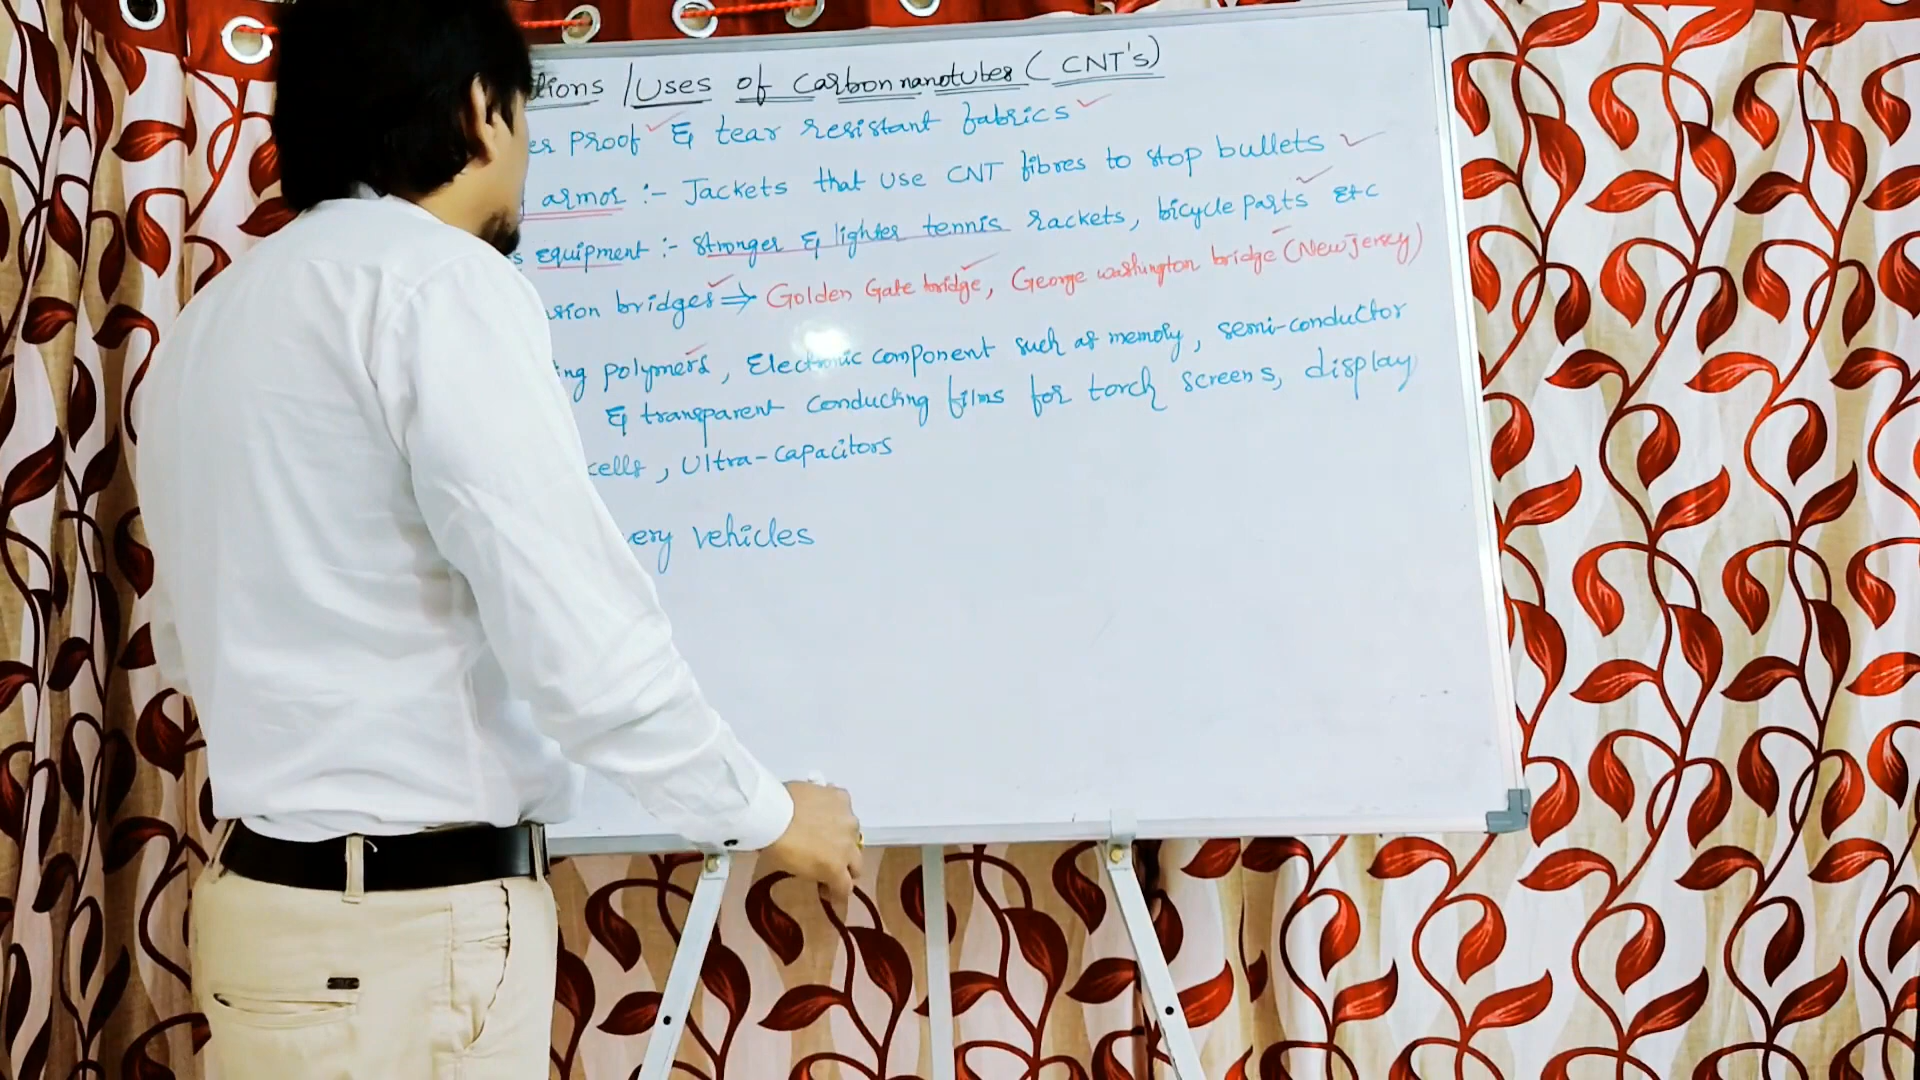 tions / Uses of Carbon nanotubes (CNT's)
er proof & tear resistant fabrics
armor :- Jackets that use CNT fibres to stop bullets
s equipment :- Stronger & lighter tennis rackets, bicycle parts etc
sion bridges ⇒ Golden Gate bridge, George washington bridge (New Jersey)
ing polymers, Electronic component such as memory, semi-conductor
& transparent conducting films for torch screens, display
cells, Ultra-capacitors
ery vehicles